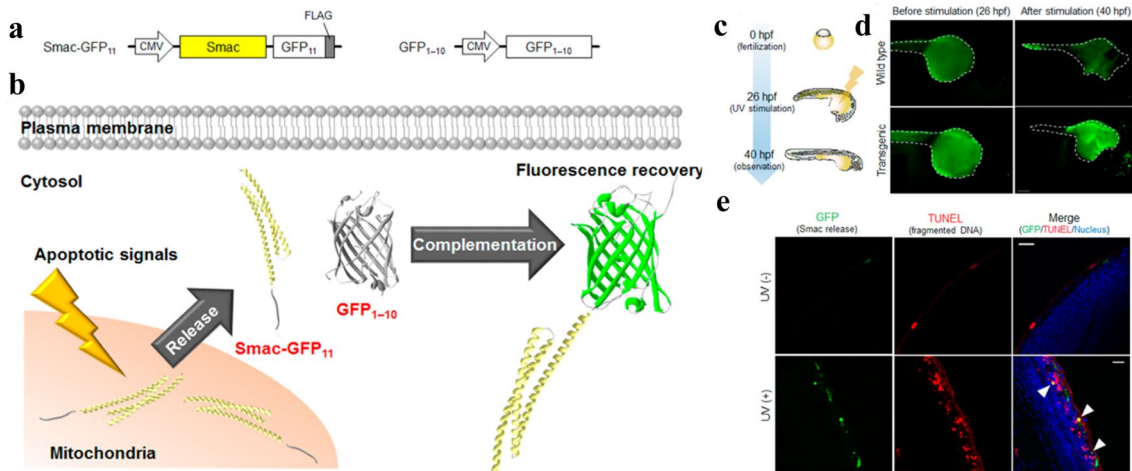 a
FLAG
Smac-GFP11 CMV Smac GFP11
GFP1–10 CMV GFP1–10
b
Plasma membrane
Cytosol
Fluorescence recovery
Apoptotic signals
Complementation
GFP1–10
Release
Smac-GFP11
Mitochondria
c
0 hpf
(fertilization)
26 hpf
(UV stimulation)
40 hpf
(observation)
d
Before stimulation (26 hpf) After stimulation (40 hpf)
Wild type
Transgenic
e
GFP TUNEL Merge
(Smac release) (fragmented DNA) (GFP/TUNEL/Nucleus)
UV (-)
UV (+)